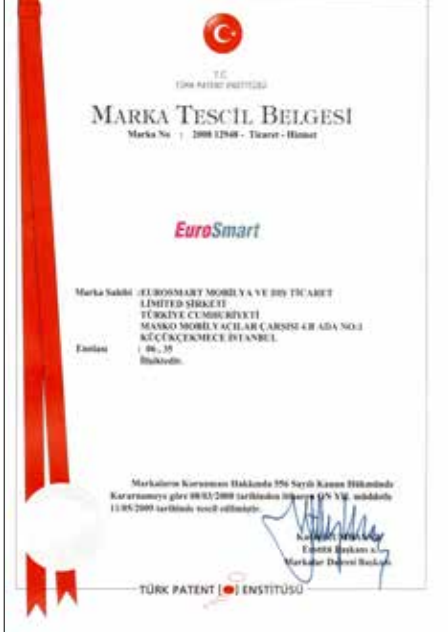 T.C.
TÜRK PATENT ENSTİTÜSÜ
MARKA TESCİL BELGESİ
Marka No : 2008 12948 - Ticaret - Hizmet
EuroSmart
Marka Sahibi :EUROSMART MOBİLYA VE DIŞ TİCARET
LİMİTED ŞİRKETİ
TÜRKİYE CUMHURİYETİ
MASKO MOBİLYACILAR ÇARŞISI 4 B ADA NO:1
KÜÇÜKÇEKMECE İSTANBUL
Emtiası : 06., 35
İlişiktedir.
Markaların Korunması Hakkında 556 Sayılı Kanun Hükmünde
Kararnameye göre 08/03/2008 tarihinden itibaren ON YIL müddetle
11/05/2009 tarihinde tescil edilmiştir.
Enstitü Başkanı a.
Markalar Dairesi Başkanı
TÜRK PATENT ENSTİTÜSÜ